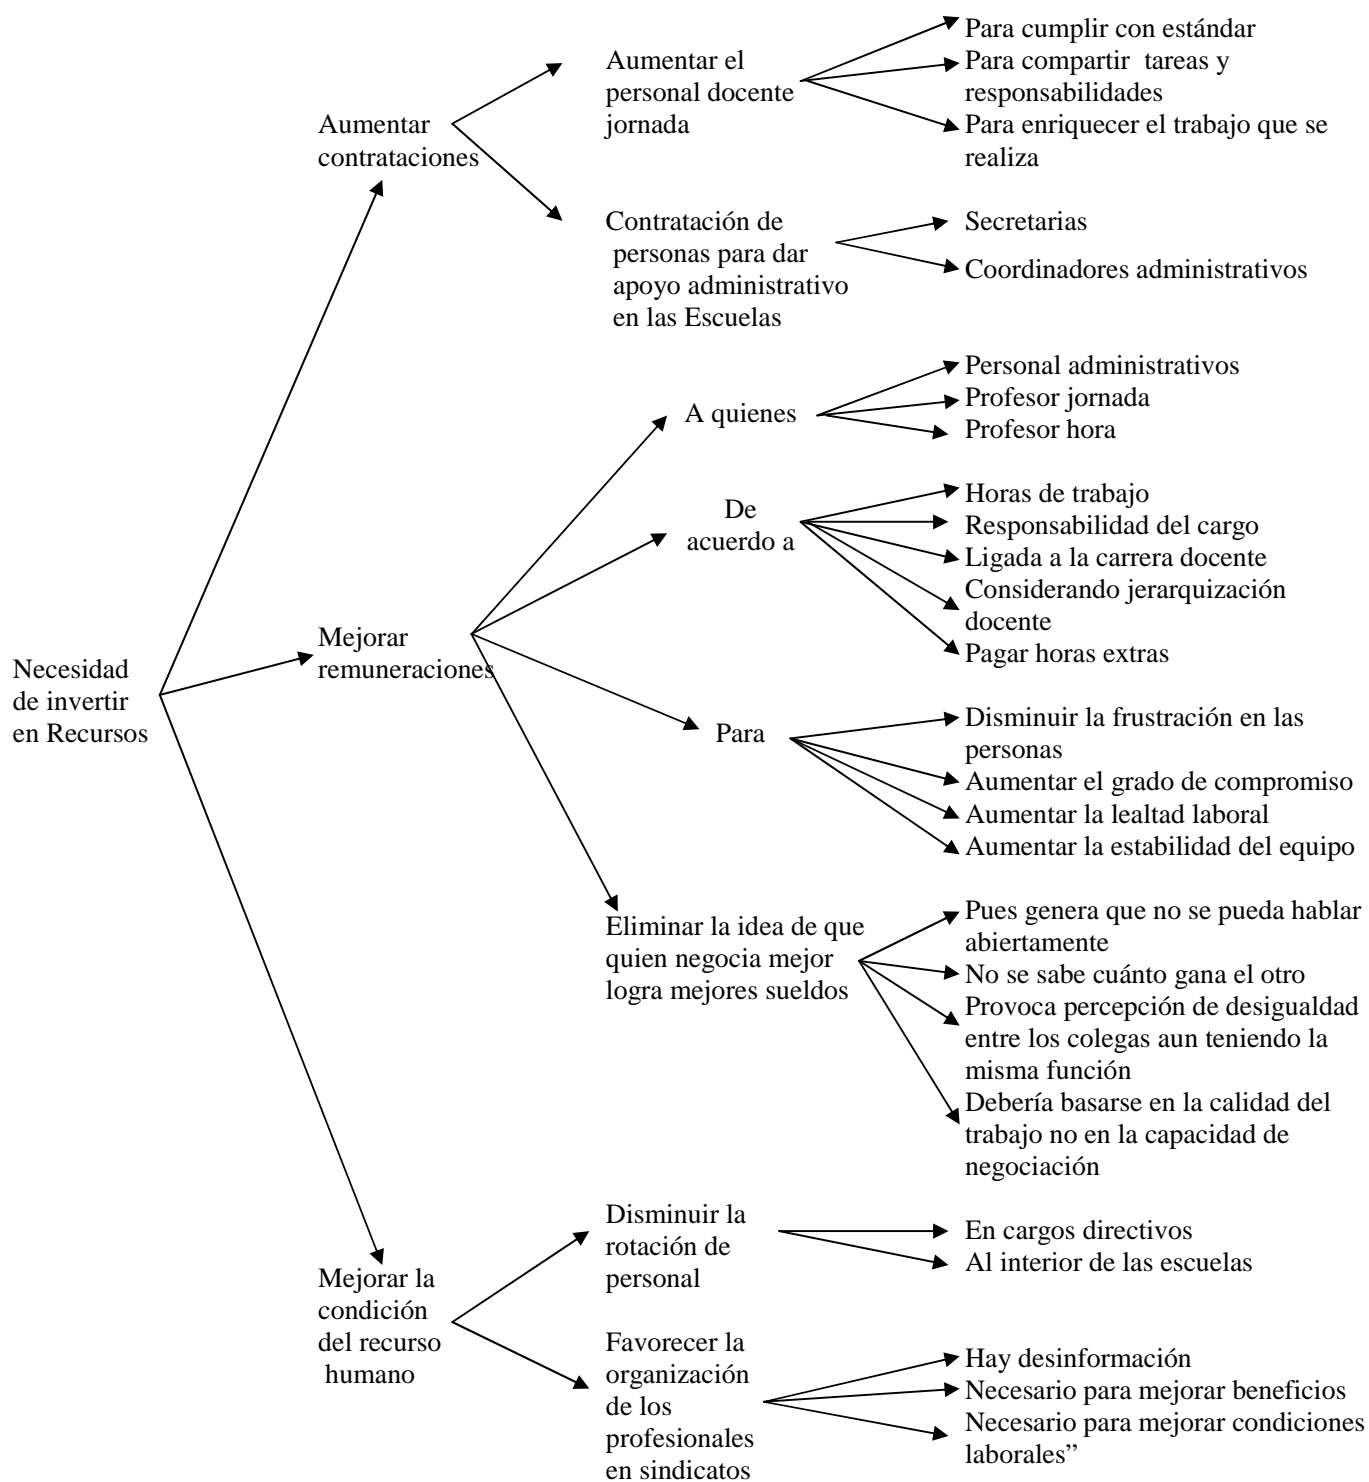 Necesidad
de invertir
en Recursos
Aumentar
contrataciones
Aumentar el
personal docente
jornada
Para cumplir con estándar
Para compartir tareas y
responsabilidades
Para enriquecer el trabajo que se
realiza
Contratación de
personas para dar
apoyo administrativo
en las Escuelas
Secretarias
Coordinadores administrativos
Mejorar
remuneraciones
A quienes
Personal administrativos
Profesor jornada
Profesor hora
De
acuerdo a
Horas de trabajo
Responsabilidad del cargo
Ligada a la carrera docente
Considerando jerarquización
docente
Pagar horas extras
Para
Disminuir la frustración en las
personas
Aumentar el grado de compromiso
Aumentar la lealtad laboral
Aumentar la estabilidad del equipo
Eliminar la idea de que
quien negocia mejor
logra mejores sueldos
Pues genera que no se pueda hablar
abiertamente
No se sabe cuánto gana el otro
Provoca percepción de desigualdad
entre los colegas aun teniendo la
misma función
Debería basarse en la calidad del
trabajo no en la capacidad de
negociación
Mejorar la
condición
del recurso
humano
Disminuir la
rotación de
personal
En cargos directivos
Al interior de las escuelas
Favorecer la
organización
de los
profesionales
en sindicatos
Hay desinformación
Necesario para mejorar beneficios
Necesario para mejorar condiciones
laborales”